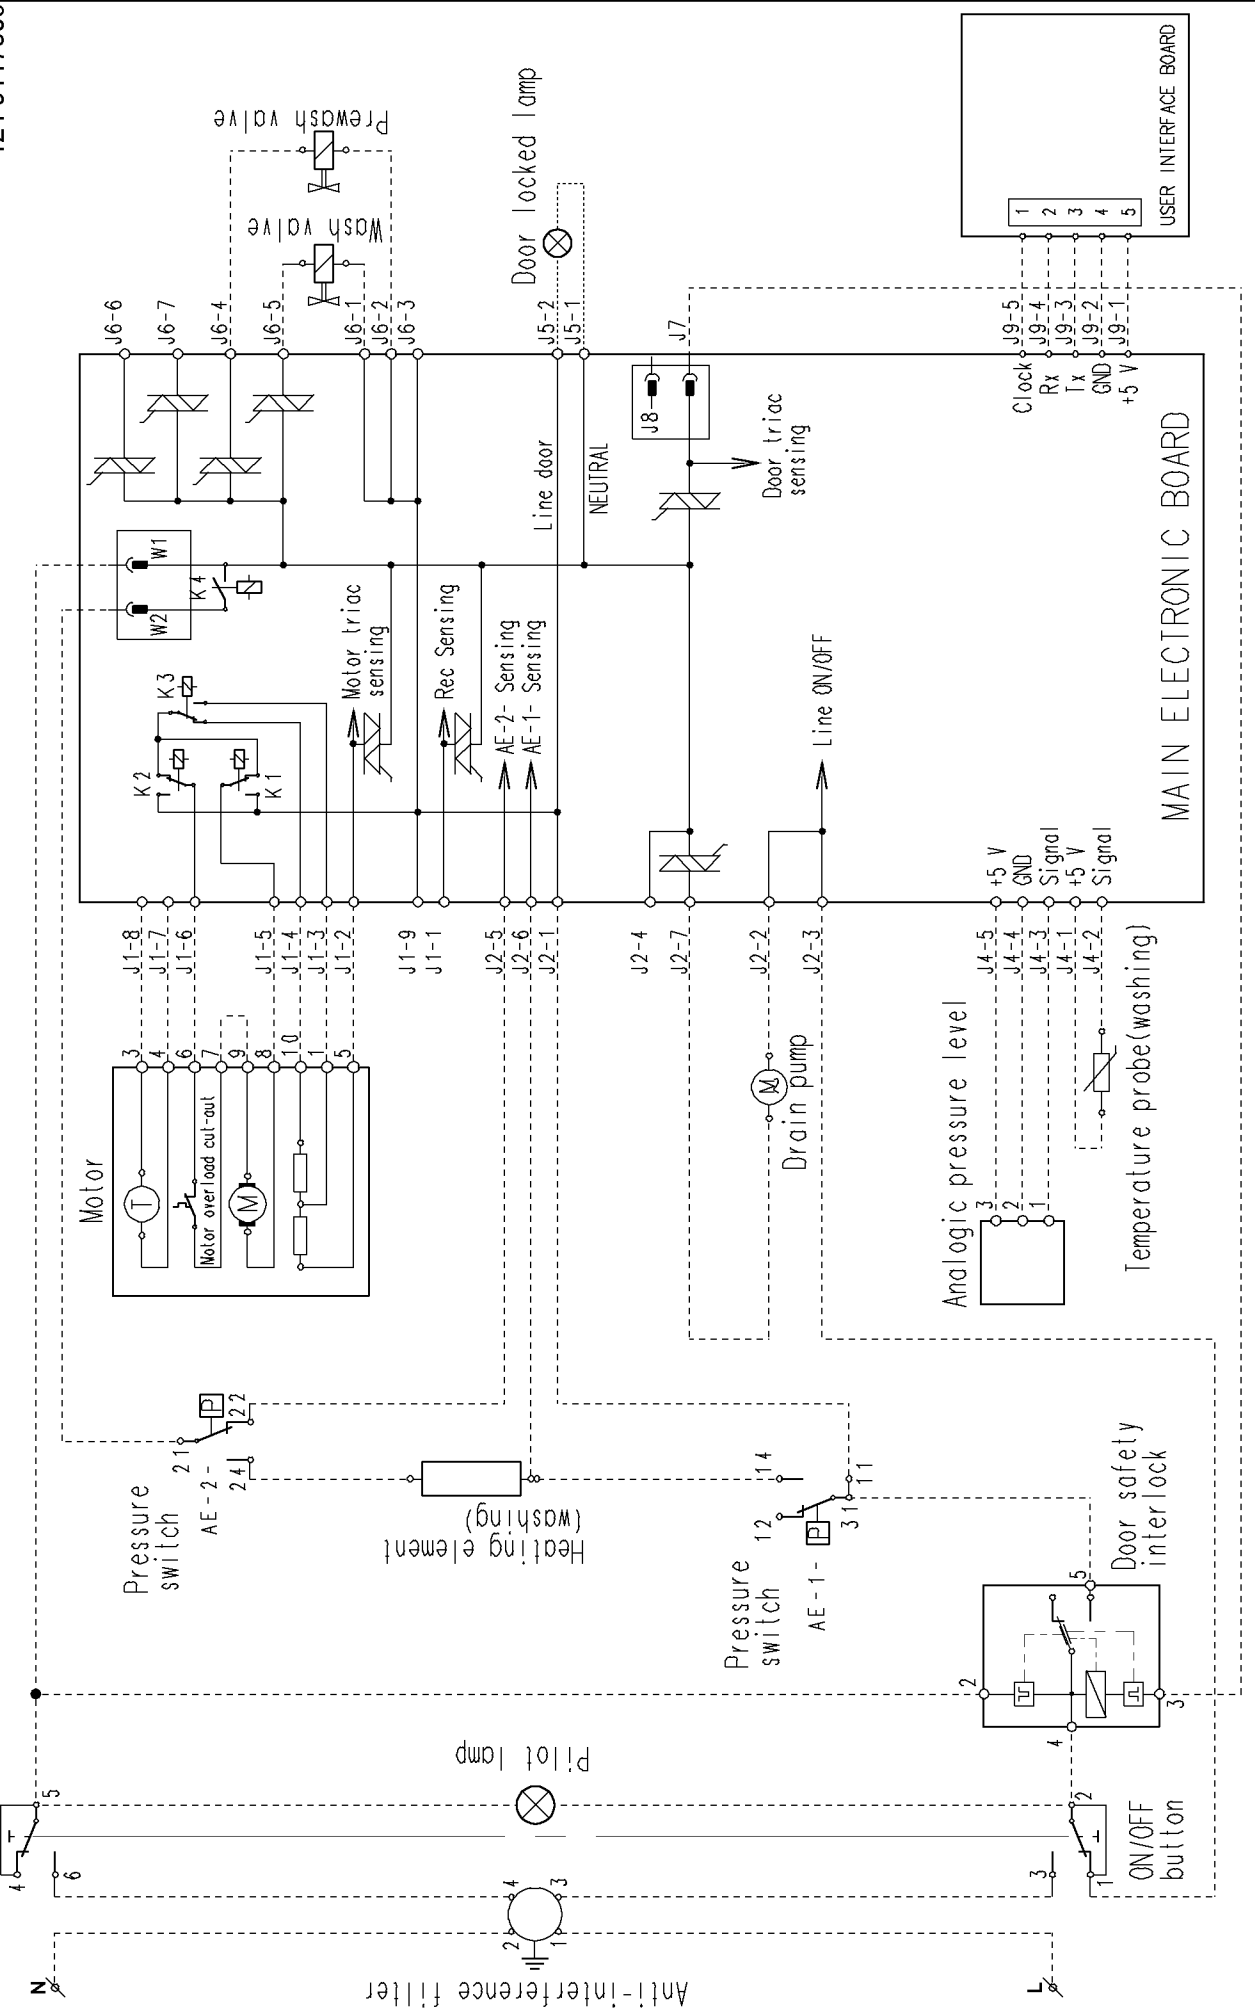 MAIN ELECTRONIC BOARD
USER INTERFACE BOARD
1
2
3
4
5
J9-5
J9-4
J9-3
J9-2
J9-1
Clock
Rx
Tx
GND
+5 V
Prewash valve
Wash valve
Door locked lamp
J6-6
J6-7
J6-4
J6-5
J6-1
J6-2
J6-3
J5-2
J5-1
J7
J8
Line door
NEUTRAL
Door triac
sensing
W1
W2
K4
K3
K2
K1
Motor triac
sensing
Rec Sensing
AE-2- Sensing
AE-1- Sensing
Line ON/OFF
J1-8
J1-7
J1-6
J1-5
J1-4
J1-3
J1-2
J1-9
J1-1
J2-5
J2-6
J2-1
J2-4
J2-7
J2-2
J2-3
+5 V
GND
Signal
+5 V
Signal
J4-5
J4-4
J4-3
J4-1
J4-2
Motor
3
4
6
7
9
8
10
1
5
T
Motor overload cut-out
M
M
Drain pump
Analogic pressure level
3
2
1
Temperature probe(washing)
Pressure
switch
AE-2-
P
21
22
24
Heating element
(washing)
Pressure
switch
AE-1-
P
14
12
11
31
Door safety
interlock
5
2
3
4
Pilot lamp
5
4
6
ON/OFF
button
2
3
1
4
3
2
1
Anti-interference filter
N
L